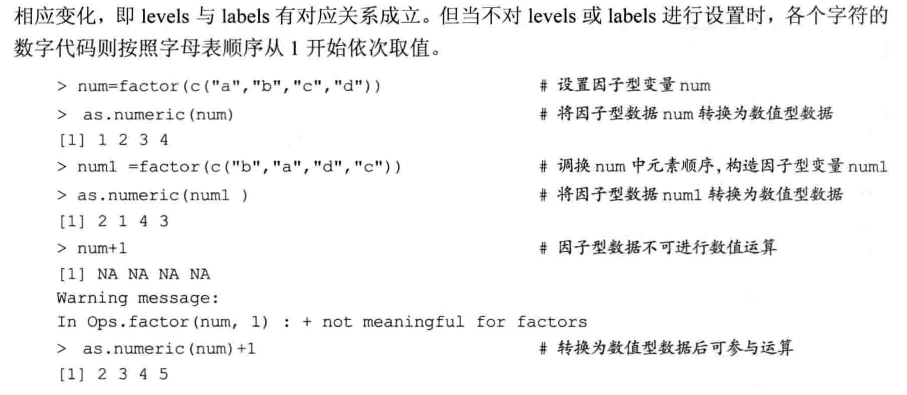 相应变化，即 levels 与 labels 有对应关系成立。但当不对 levels 或 labels 进行设置时，各个字符的
数字代码则按照字母表顺序从 1 开始依次取值。
> num=factor(c("a","b","c","d")) # 设置因子型变量 num
> as.numeric(num) # 将因子型数据 num 转换为数值型数据
[1] 1 2 3 4
> num1 =factor(c("b","a","d","c")) # 调换 num 中元素顺序，构造因子型变量 num1
> as.numeric(num1 ) # 将因子型数据 num1 转换为数值型数据
[1] 2 1 4 3
> num+1 # 因子型数据不可进行数值运算
[1] NA NA NA NA
Warning message:
In Ops.factor(num, 1) : + not meaningful for factors
> as.numeric(num)+1 # 转换为数值型数据后可参与运算
[1] 2 3 4 5